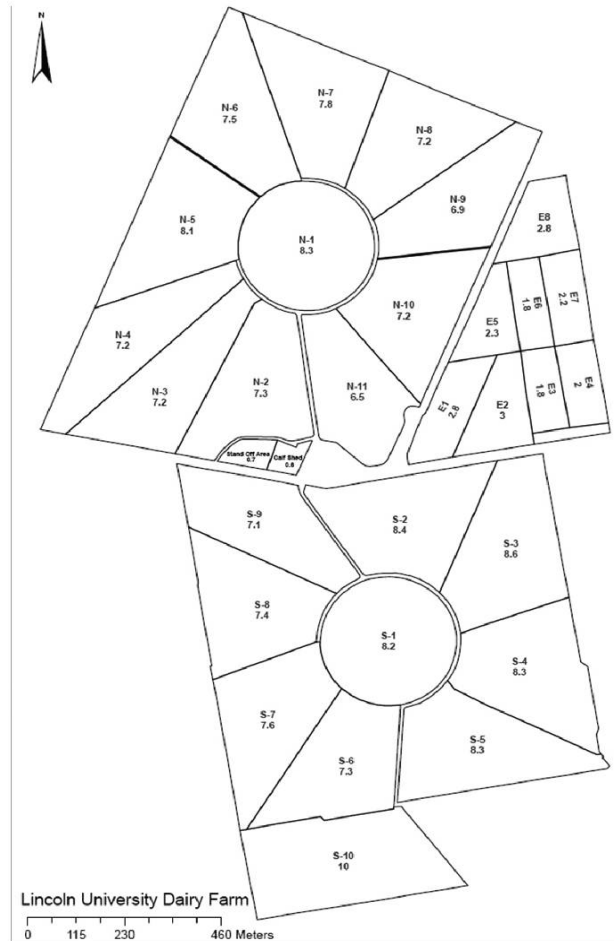 N-7
7.8
N-6
7.5
N-8
7.2
N-9
6.9
N-5
8.1
N-1
8.3
E8
2.8
N-10
7.2
E6
1.8
E7
2.2
E5
2.3
N-4
7.2
N-3
7.2
N-2
7.3
N-11
6.5
E1
2.8
E2
3
E3
1.8
E4
2
Stand Off Area
0.7
Calf Shed
0.6
S-9
7.1
S-2
8.4
S-3
8.6
S-8
7.4
S-1
8.2
S-4
8.3
S-7
7.6
S-6
7.3
S-5
8.3
S-10
10
Lincoln University Dairy Farm
0 115 230 460 Meters